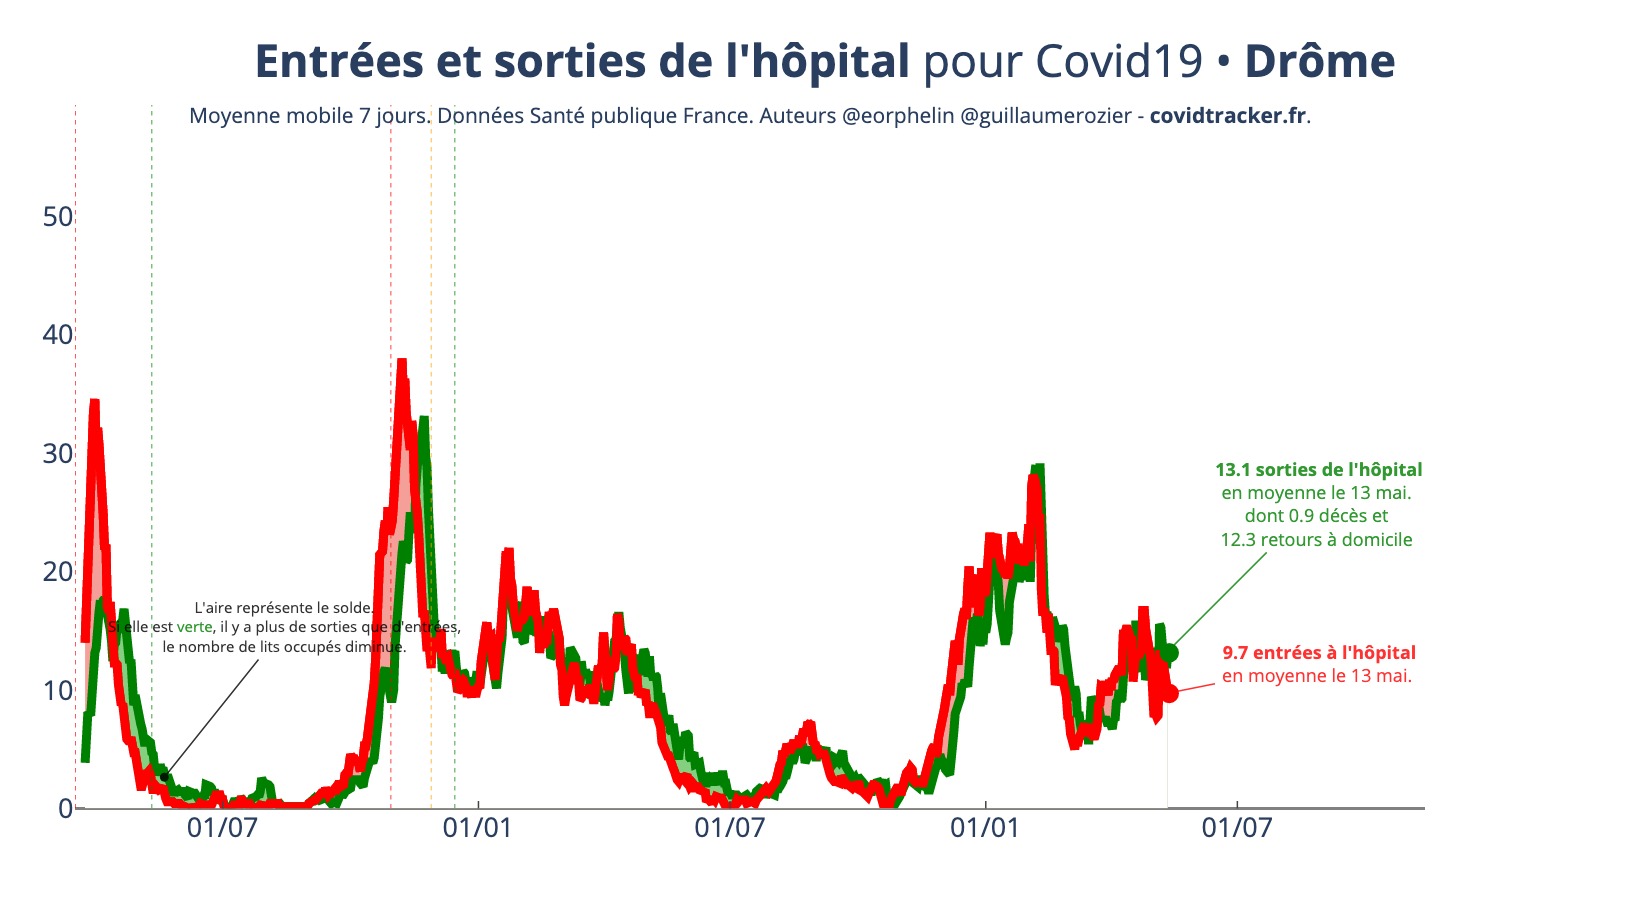 Entrées et sorties de l'hôpital pour Covid19 • Drôme
Moyenne mobile 7 jours. Données Santé publique France. Auteurs @eorphelin @guillaumerozier - covidtracker.fr.
50
40
30
20
10
0
L'aire représente le solde.
Si elle est verte, il y a plus de sorties que d'entrées,
le nombre de lits occupés diminue.
13.1 sorties de l'hôpital
en moyenne le 13 mai.
dont 0.9 décès et
12.3 retours à domicile
9.7 entrées à l'hôpital
en moyenne le 13 mai.
01/07 01/01 01/07 01/01 01/07